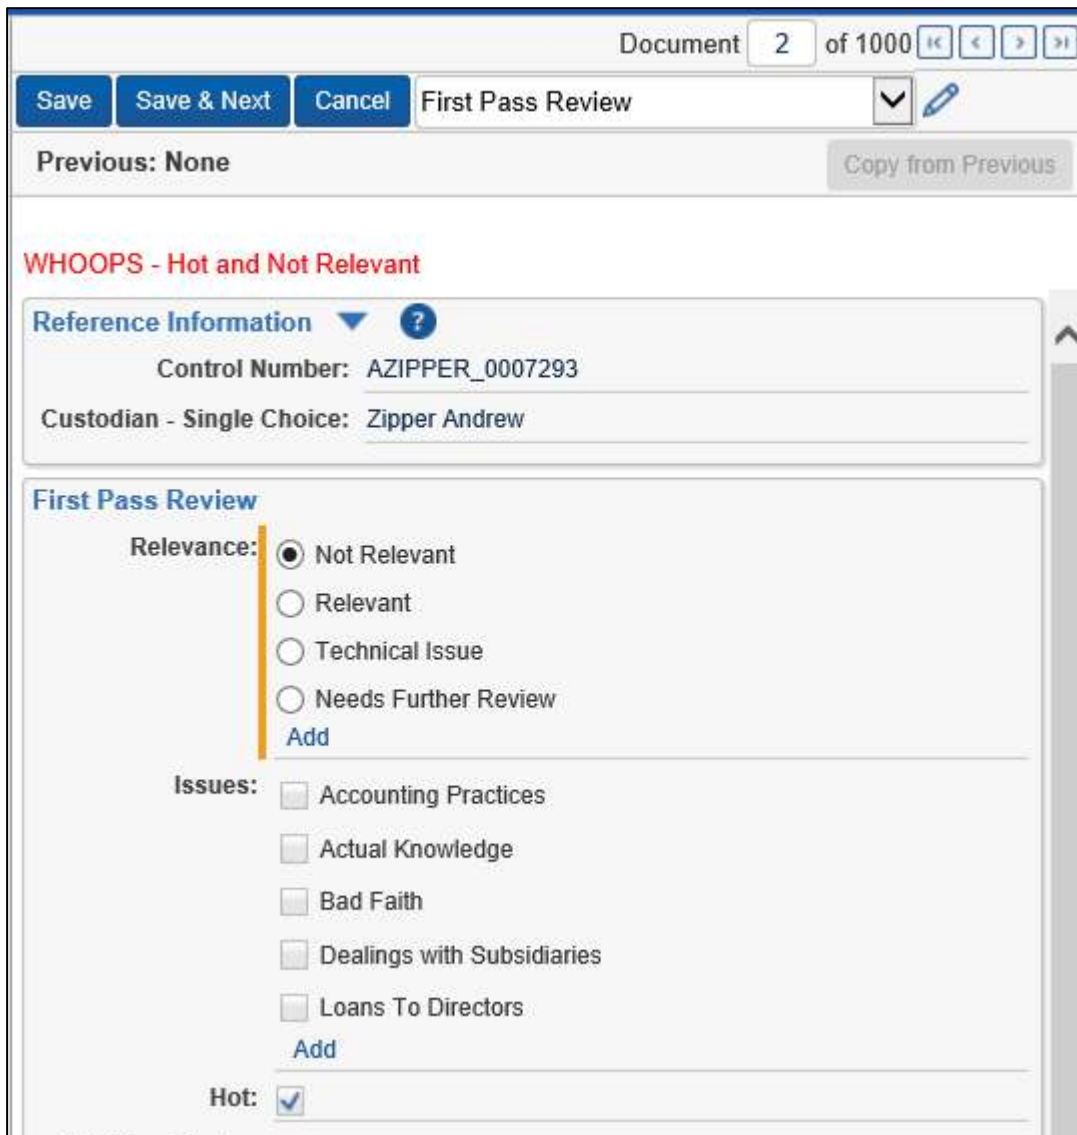 Document 2 of 1000
Save Save & Next Cancel First Pass Review
Previous: None Copy from Previous
WHOOPS - Hot and Not Relevant
Reference Information ?
Control Number: AZIPPER_0007293
Custodian - Single Choice: Zipper Andrew
First Pass Review
Relevance: Not Relevant
Relevant
Technical Issue
Needs Further Review
Add
Issues: Accounting Practices
Actual Knowledge
Bad Faith
Dealings with Subsidiaries
Loans To Directors
Add
Hot: